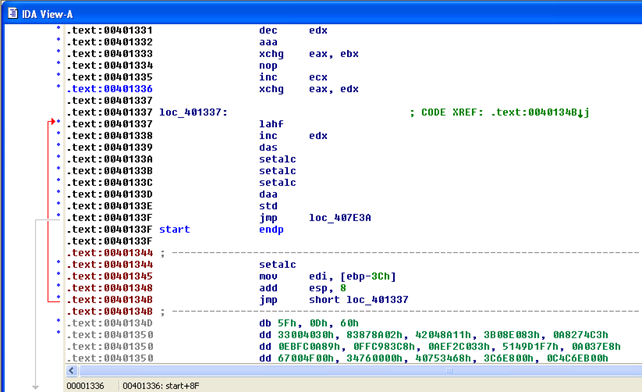 IDA View-A
.text:00401331 dec edx
.text:00401332 aaa
.text:00401333 xchg eax, ebx
.text:00401334 nop
.text:00401335 inc ecx
.text:00401336 xchg eax, edx
.text:00401337
.text:00401337 loc_401337: ; CODE XREF: .text:0040134B↓j
.text:00401337 lahf
.text:00401338 inc edx
.text:00401339 das
.text:0040133A setalc
.text:0040133B setalc
.text:0040133C setalc
.text:0040133D daa
.text:0040133E std
.text:0040133F jmp loc_407E3A
.text:0040133F start endp
.text:0040133F
.text:00401344 ; ---------------------------------------------------------------------------
.text:00401344 setalc
.text:00401345 mov edi, [ebp-3Ch]
.text:00401348 add esp, 8
.text:0040134B jmp short loc_401337
.text:0040134B ; ---------------------------------------------------------------------------
.text:0040134D db 5Fh, 0Dh, 60h
.text:00401350 dd 33004030h, 83878A02h, 42048A11h, 3B08E083h, 0A8274C3h
.text:00401350 dd 0EBFC0A89h, 0FFC983C8h, 0AEF2C033h, 5149D1F7h, 0A037E8h
.text:00401350 dd 67004F00h, 34760000h, 40753468h, 3C6E800h, 0C4C6EB00h
00001336 00401336: start+8F